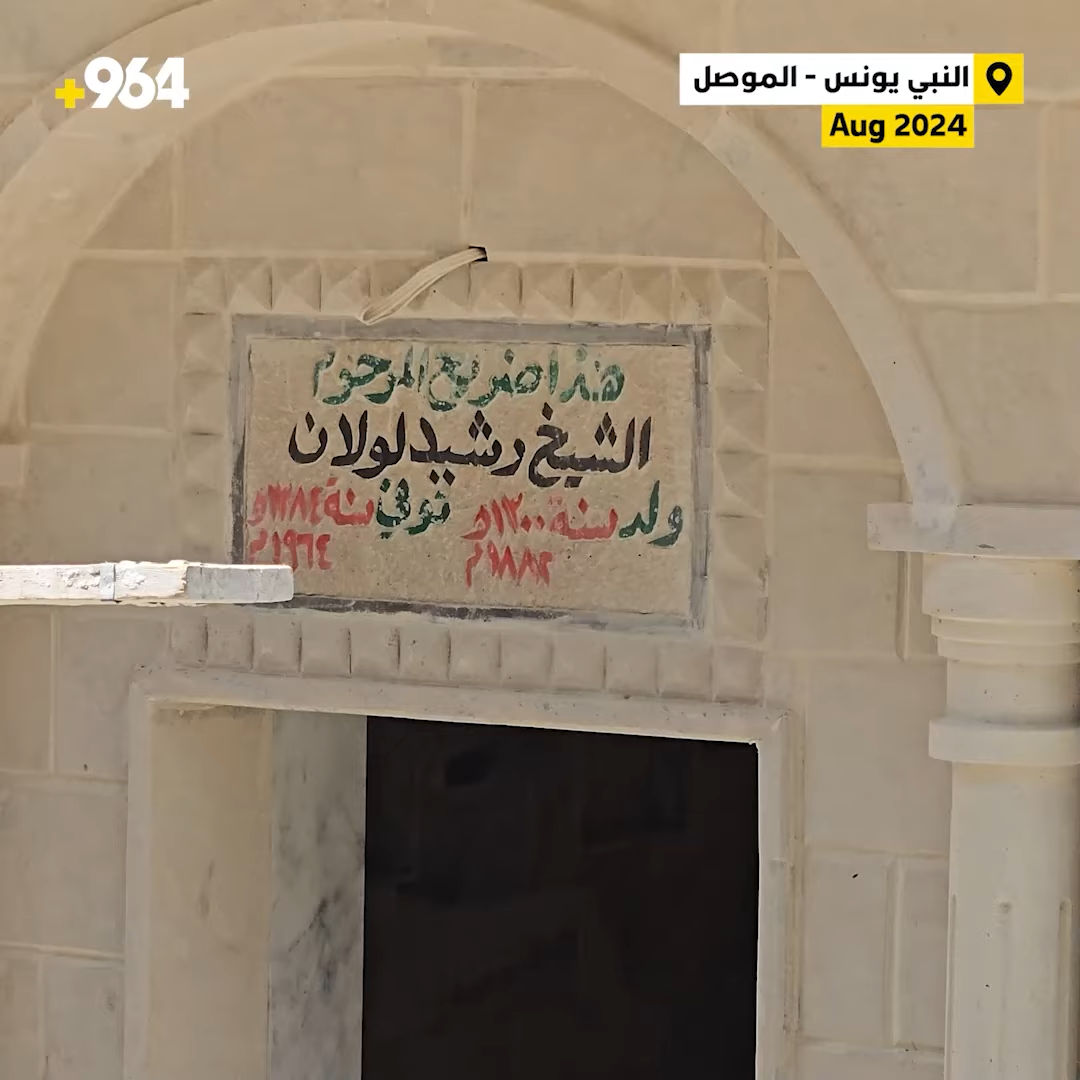 +964
النبي يونس - الموصل
Aug 2024
هذا ضريح المرحوم
الشيخ رشيد لولان
ولد سنة ١٣٠٠هـ توفي سنة ١٣٨٤هـ
١٨٨٢م ١٩٦٤م